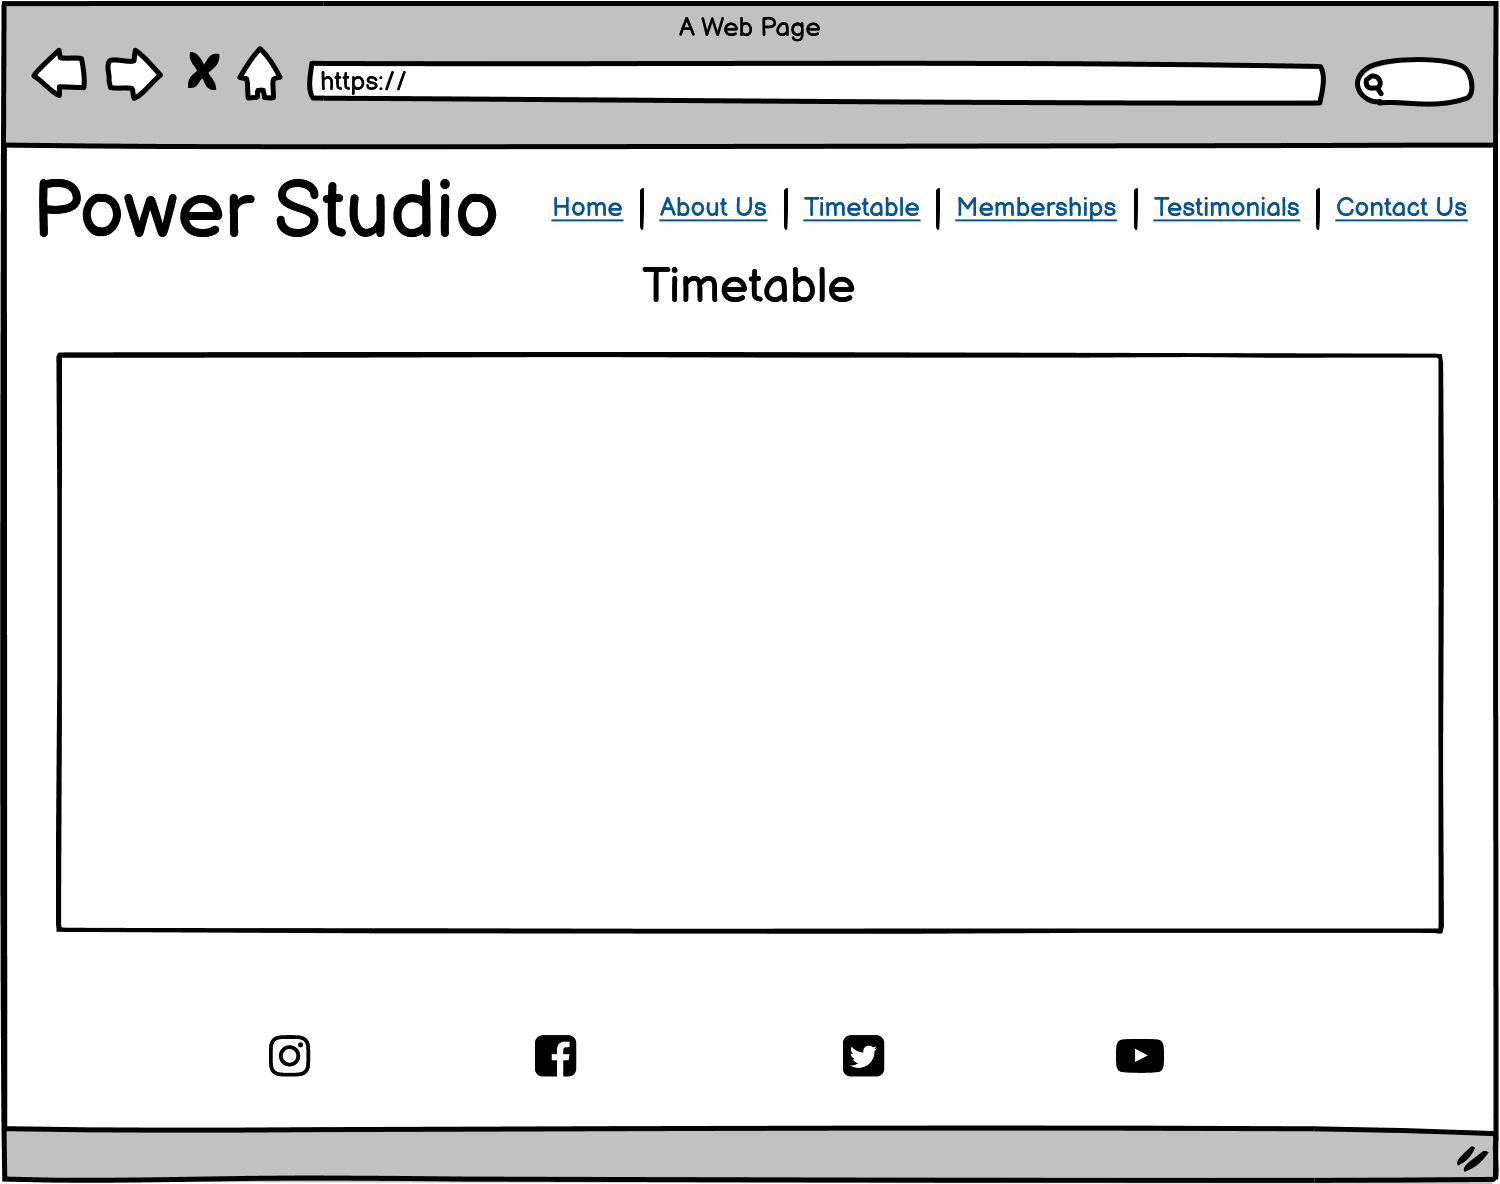 A Web Page
https://
Power Studio
Home | About Us | Timetable | Memberships | Testimonials | Contact Us
Timetable